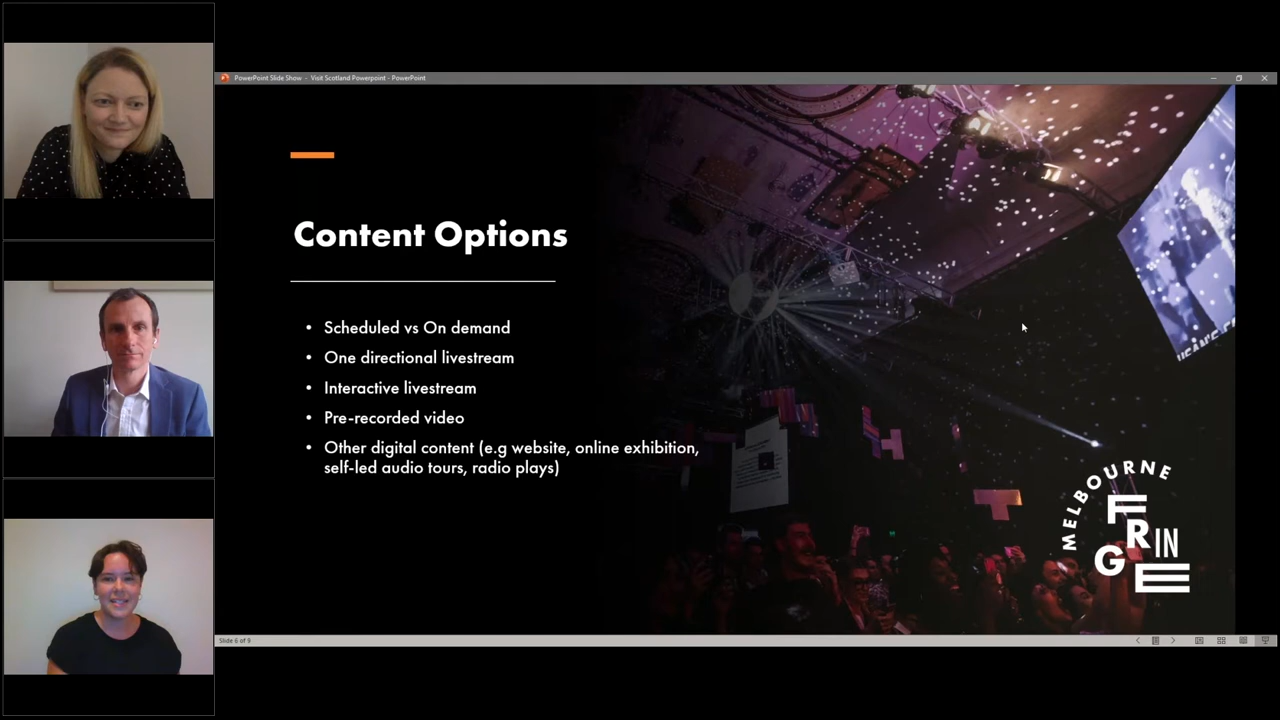 PowerPoint Slide Show - Visit Scotland Powerpoint - PowerPoint
Content Options
• Scheduled vs On demand
• One directional livestream
• Interactive livestream
• Pre-recorded video
• Other digital content (e.g website, online exhibition,
self-led audio tours, radio plays)
MELBOURNE
FRINGE
Slide 6 of 9